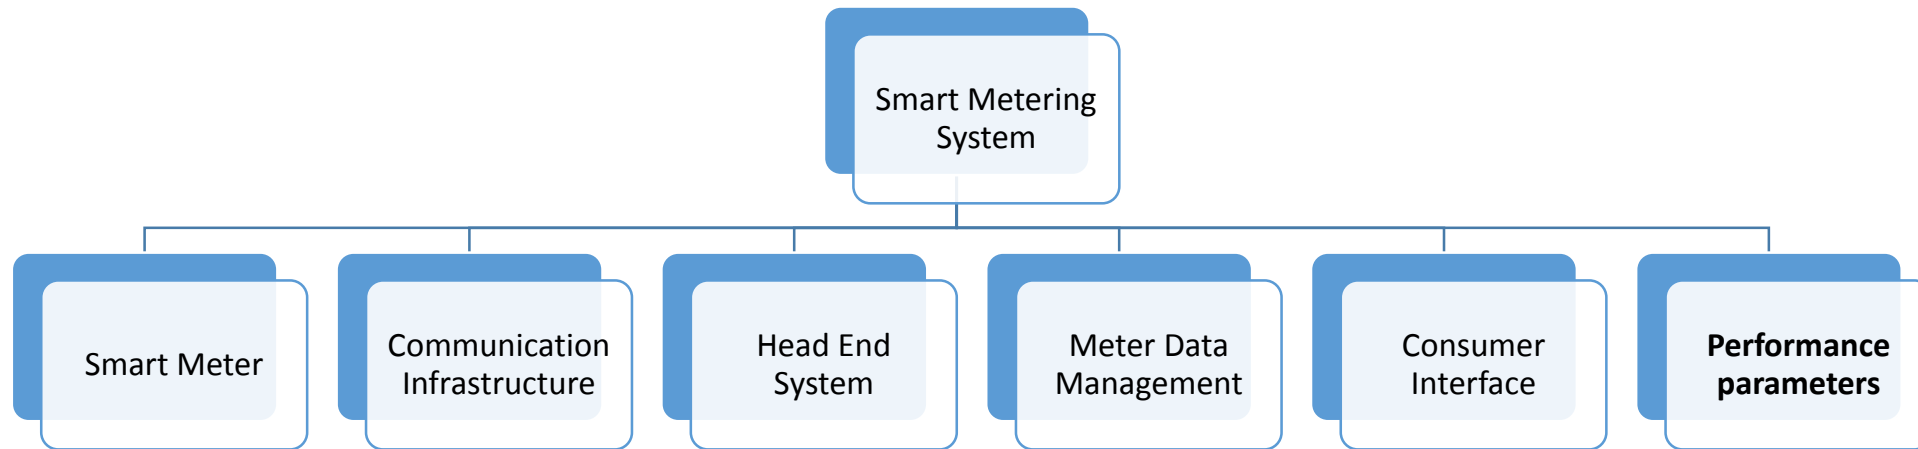 Smart Metering
System
Smart Meter
Communication
Infrastructure
Head End
System
Meter Data
Management
Consumer
Interface
Performance
parameters